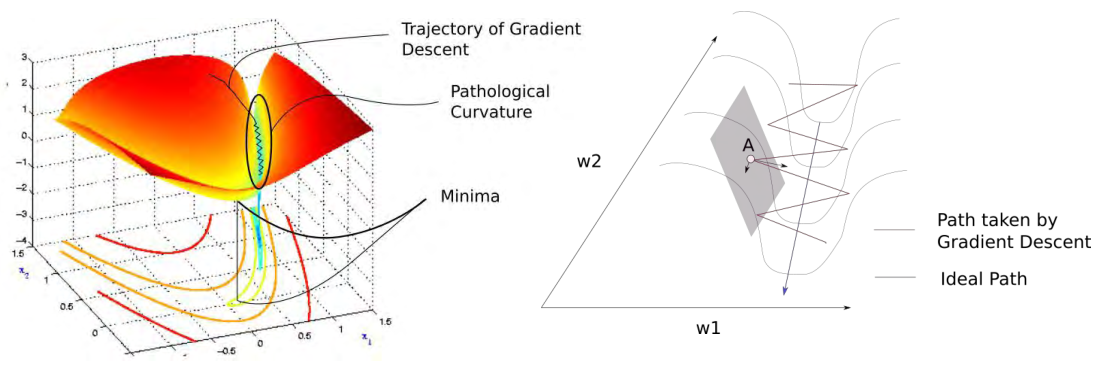 Trajectory of Gradient
Descent
Pathological
Curvature
Minima
3
2
1
0
−1
−2
−3
−4
1.5
x₂
1
0.5
0
−0.5
0
0.5
1
1.5
x₁
A
w2
w1
Path taken by
Gradient Descent
Ideal Path